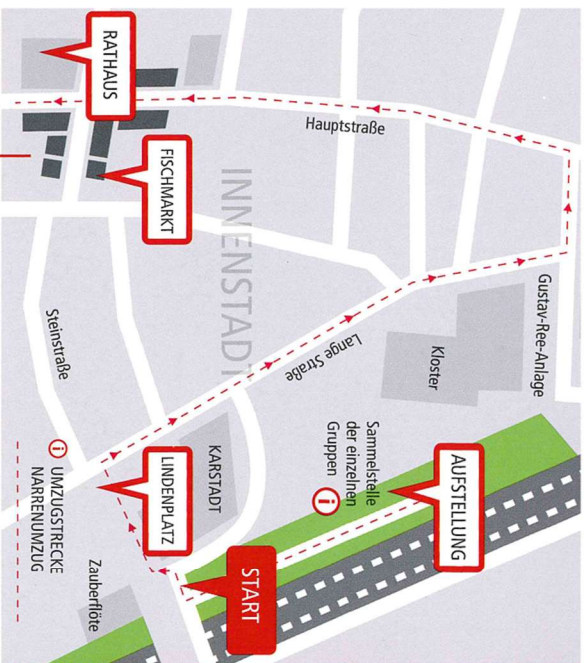 RATHAUS
FISCHMARKT
Hauptstraße
INNENSTADT
Gustav-Ree-Anlage
Kloster
Lange Straße
Steinstraße
Sammelstelle
der einzelnen
Gruppen
i
AUFSTELLUNG
KARSTADT
LINDENPLATZ
START
Zauberflöte
i UMZUGSTRECKE
NARRENUMZUG